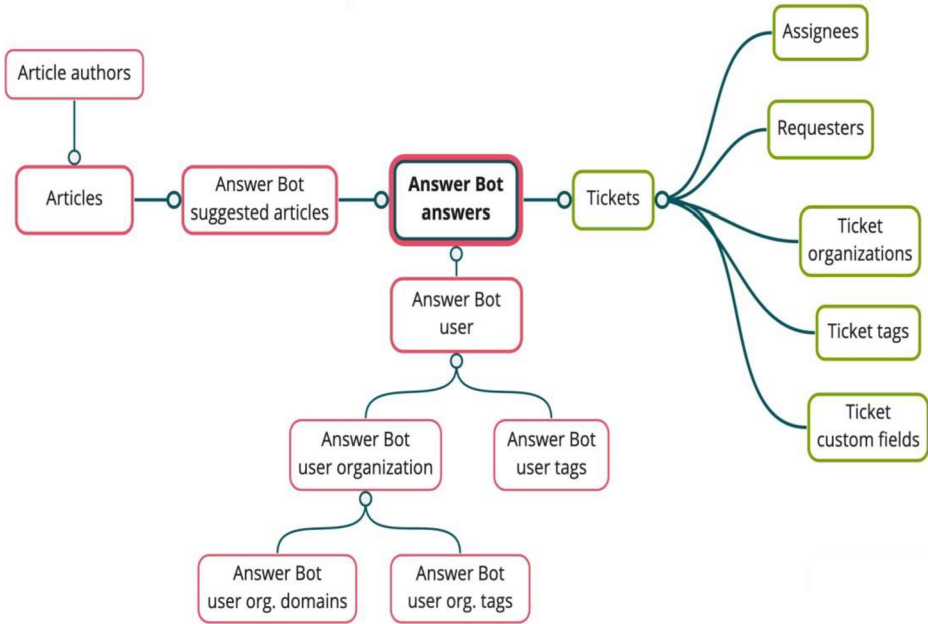 Assignees
Article authors
Requesters
Articles
Answer Bot
suggested articles
Answer Bot
answers
Tickets
Ticket
organizations
Answer Bot
user
Ticket tags
Ticket
custom fields
Answer Bot
user organization
Answer Bot
user tags
Answer Bot
user org. domains
Answer Bot
user org. tags